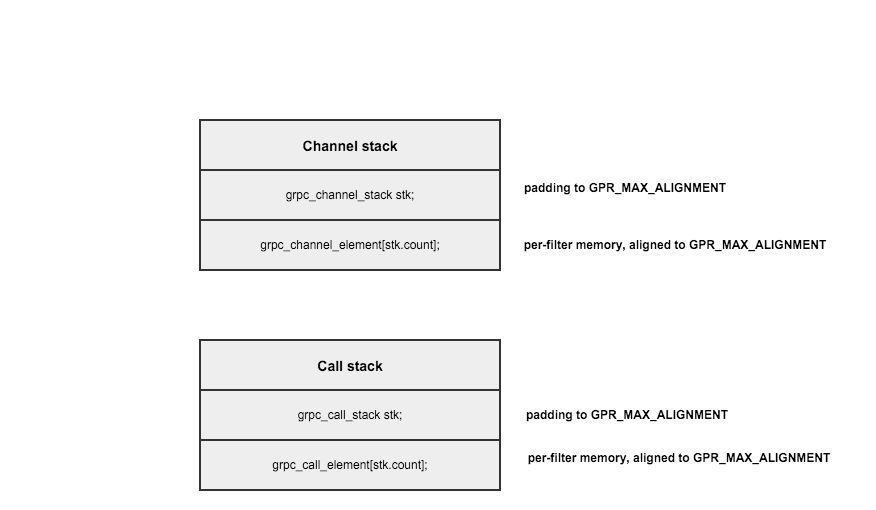 Channel stack
grpc_channel_stack stk;
padding to GPR_MAX_ALIGNMENT
grpc_channel_element[stk.count];
per-filter memory, aligned to GPR_MAX_ALIGNMENT
Call stack
grpc_call_stack stk;
padding to GPR_MAX_ALIGNMENT
grpc_call_element[stk.count];
per-filter memory, aligned to GPR_MAX_ALIGNMENT